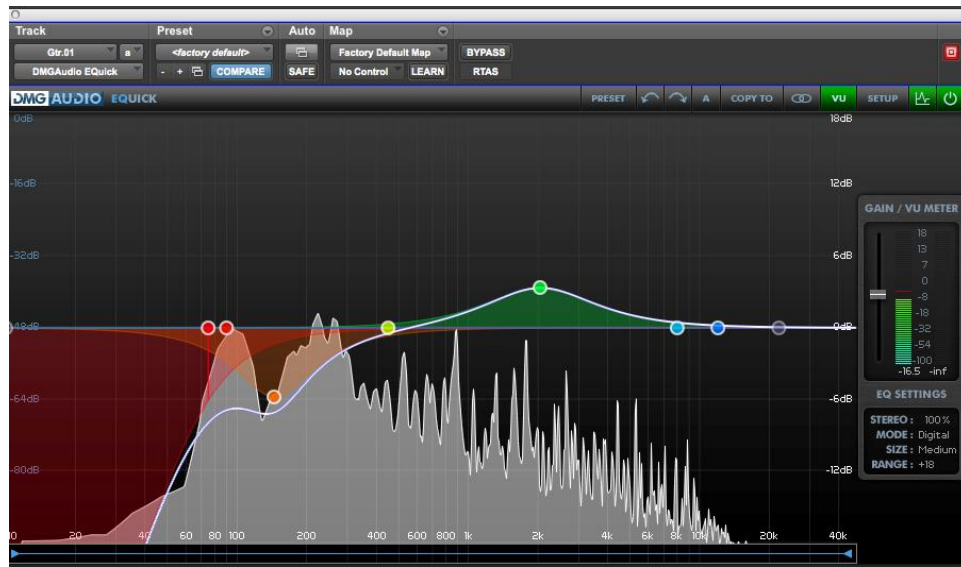 Track Preset Auto Map
Gtr.01 a <factory default> Factory Default Map BYPASS
DMGAudio EQuick - + COMPARE SAFE No Control LEARN RTAS
DMG AUDIO EQUICK PRESET A COPY TO VU SETUP
0dB 18dB
-16dB 12dB
GAIN / VU METER
18
13
-32dB 6dB
7
0
-8
-18
-48dB 0dB
-32
-54
-100
-16.5 -inf
-64dB -6dB
EQ SETTINGS
STEREO : 100%
MODE : Digital
SIZE : Medium
-80dB -12dB
RANGE : +18
20 40 60 80 100 200 400 600 800 1k 2k 4k 6k 8k 10k 20k 40k